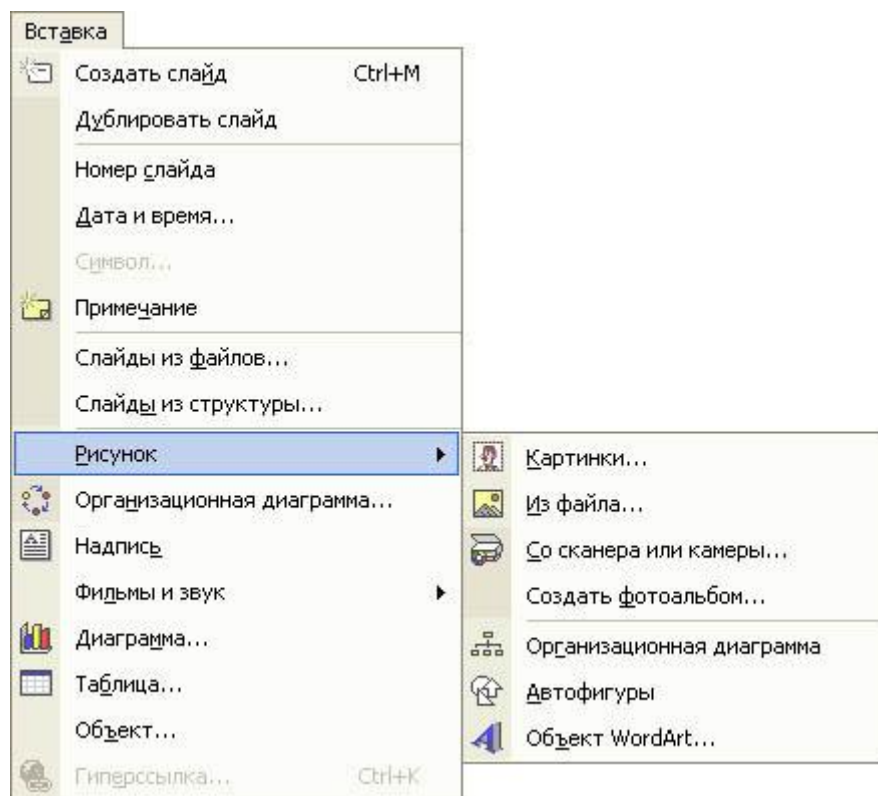 Вставка
Создать слайд Ctrl+M
Дублировать слайд
Номер слайда
Дата и время...
Символ...
Примечание
Слайды из файлов...
Слайды из структуры...
Рисунок
Организационная диаграмма...
Надпись
Фильмы и звук
Диаграмма...
Таблица...
Объект...
Гиперссылка... Ctrl+K
Картинки...
Из файла...
Со сканера или камеры...
Создать фотоальбом...
Организационная диаграмма
Автофигуры
Объект WordArt...